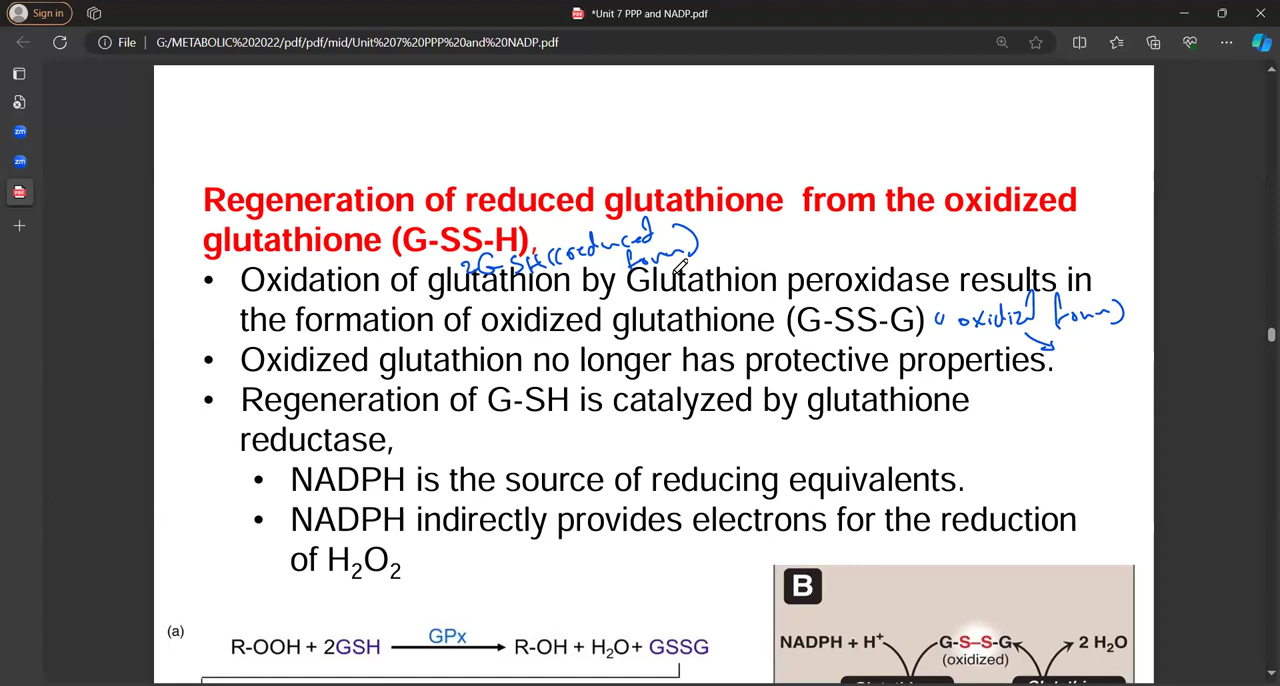 Sign in
*Unit 7 PPP and NADP.pdf
File
G:/METABOLIC%202022/pdf/pdf/mid/Unit%207%20PPP%20and%20NADP.pdf
zm
zm
PDF
Regeneration of reduced glutathione from the oxidized
glutathione (G-SS-H),
2G-SH (reduced
form)
• Oxidation of glutathion by Glutathion peroxidase results in
the formation of oxidized glutathione (G-SS-G) (oxidized form)
• Oxidized glutathion no longer has protective properties.
• Regeneration of G-SH is catalyzed by glutathione
reductase,
• NADPH is the source of reducing equivalents.
• NADPH indirectly provides electrons for the reduction
of H₂O₂
(a)
R-OOH + 2GSH GPx R-OH + H₂O + GSSG
B
NADPH + H⁺ G-S–S-G 2 H₂O
(oxidized)